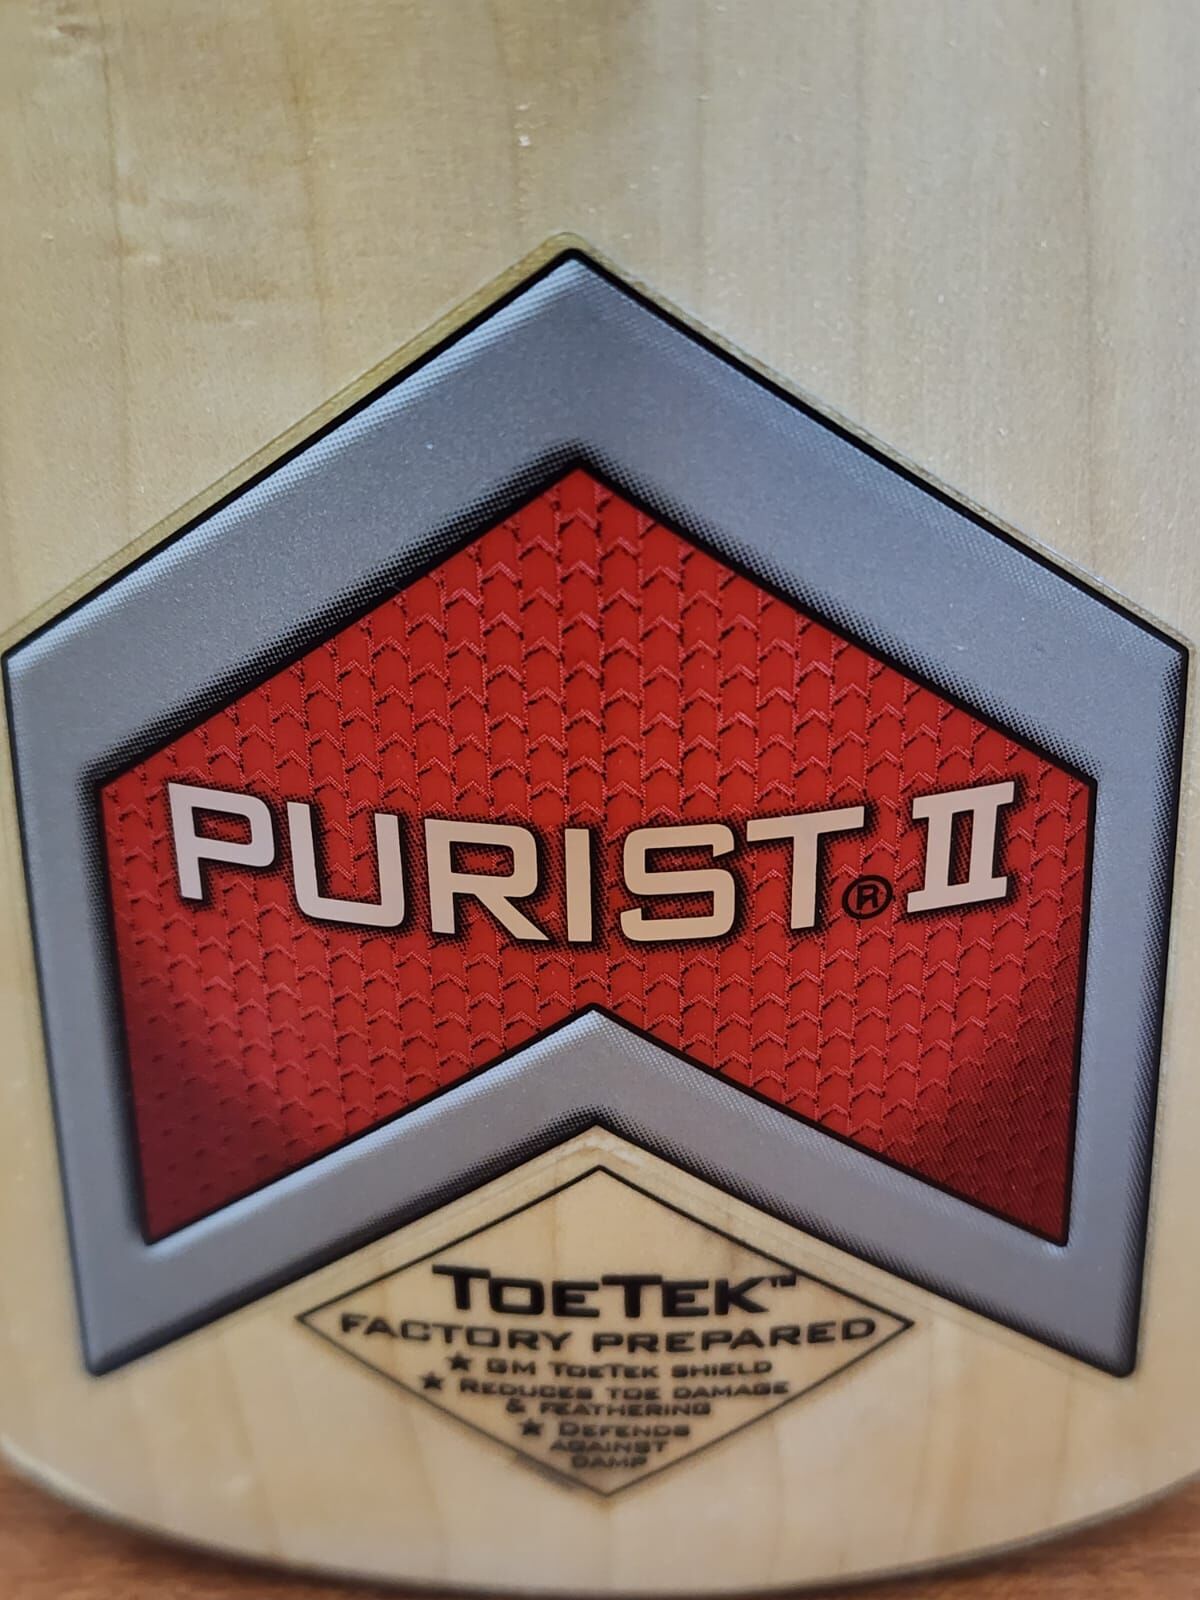 PURIST® II
TOETEK™
FACTORY PREPARED
★ GM TOETEK SHIELD
★ REDUCES TOE DAMAGE
& FEATHERING
★ DEFENDS
AGAINST
DAMP